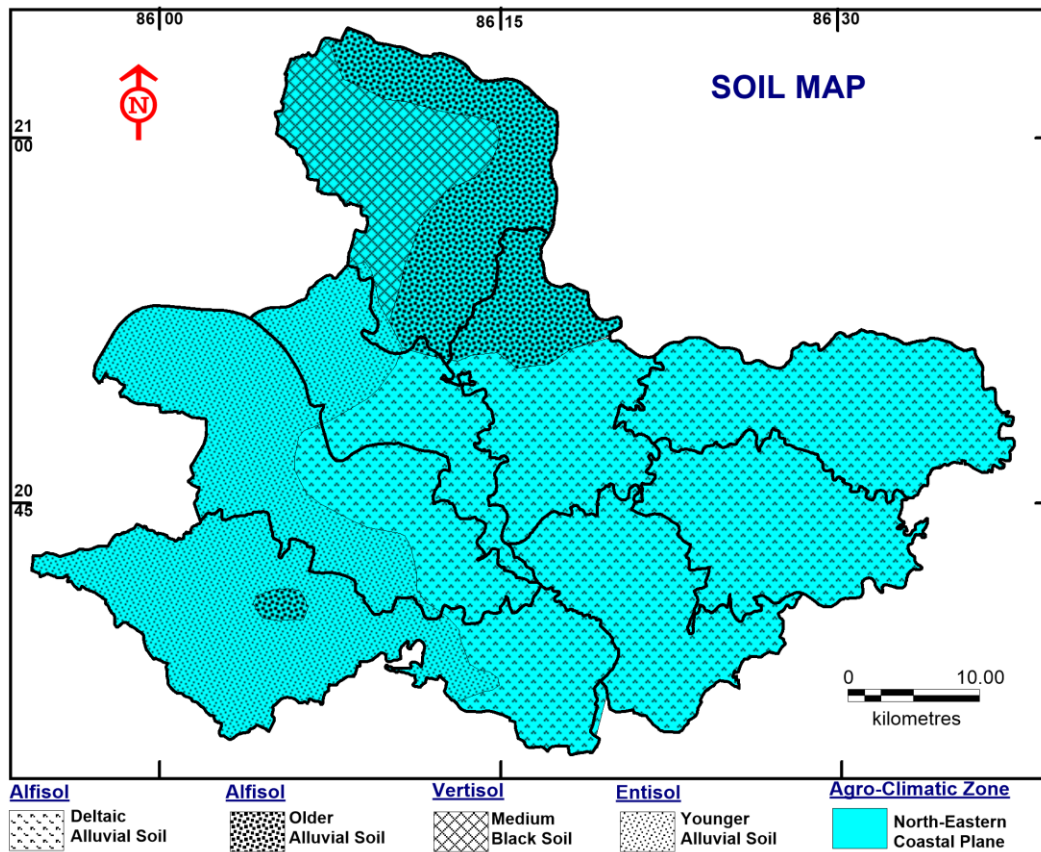 86 00
86 15
86 30
SOIL MAP
N
21
00
20
45
0 10.00
kilometres
Alfisol
Deltaic
Alluvial Soil
Alfisol
Older
Alluvial Soil
Vertisol
Medium
Black Soil
Entisol
Younger
Alluvial Soil
Agro-Climatic Zone
North-Eastern
Coastal Plane